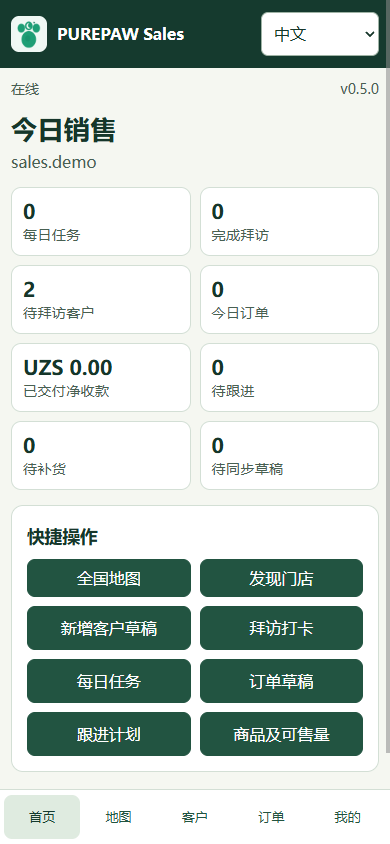 PUREPAW Sales
中文
在线
v0.5.0
今日销售
sales.demo
0
每日任务
0
完成拜访
2
待拜访客户
0
今日订单
UZS 0.00
已交付净收款
0
待跟进
0
待补货
0
待同步草稿
快捷操作
全国地图
发现门店
新增客户草稿
拜访打卡
每日任务
订单草稿
跟进计划
商品及可售量
首页
地图
客户
订单
我的